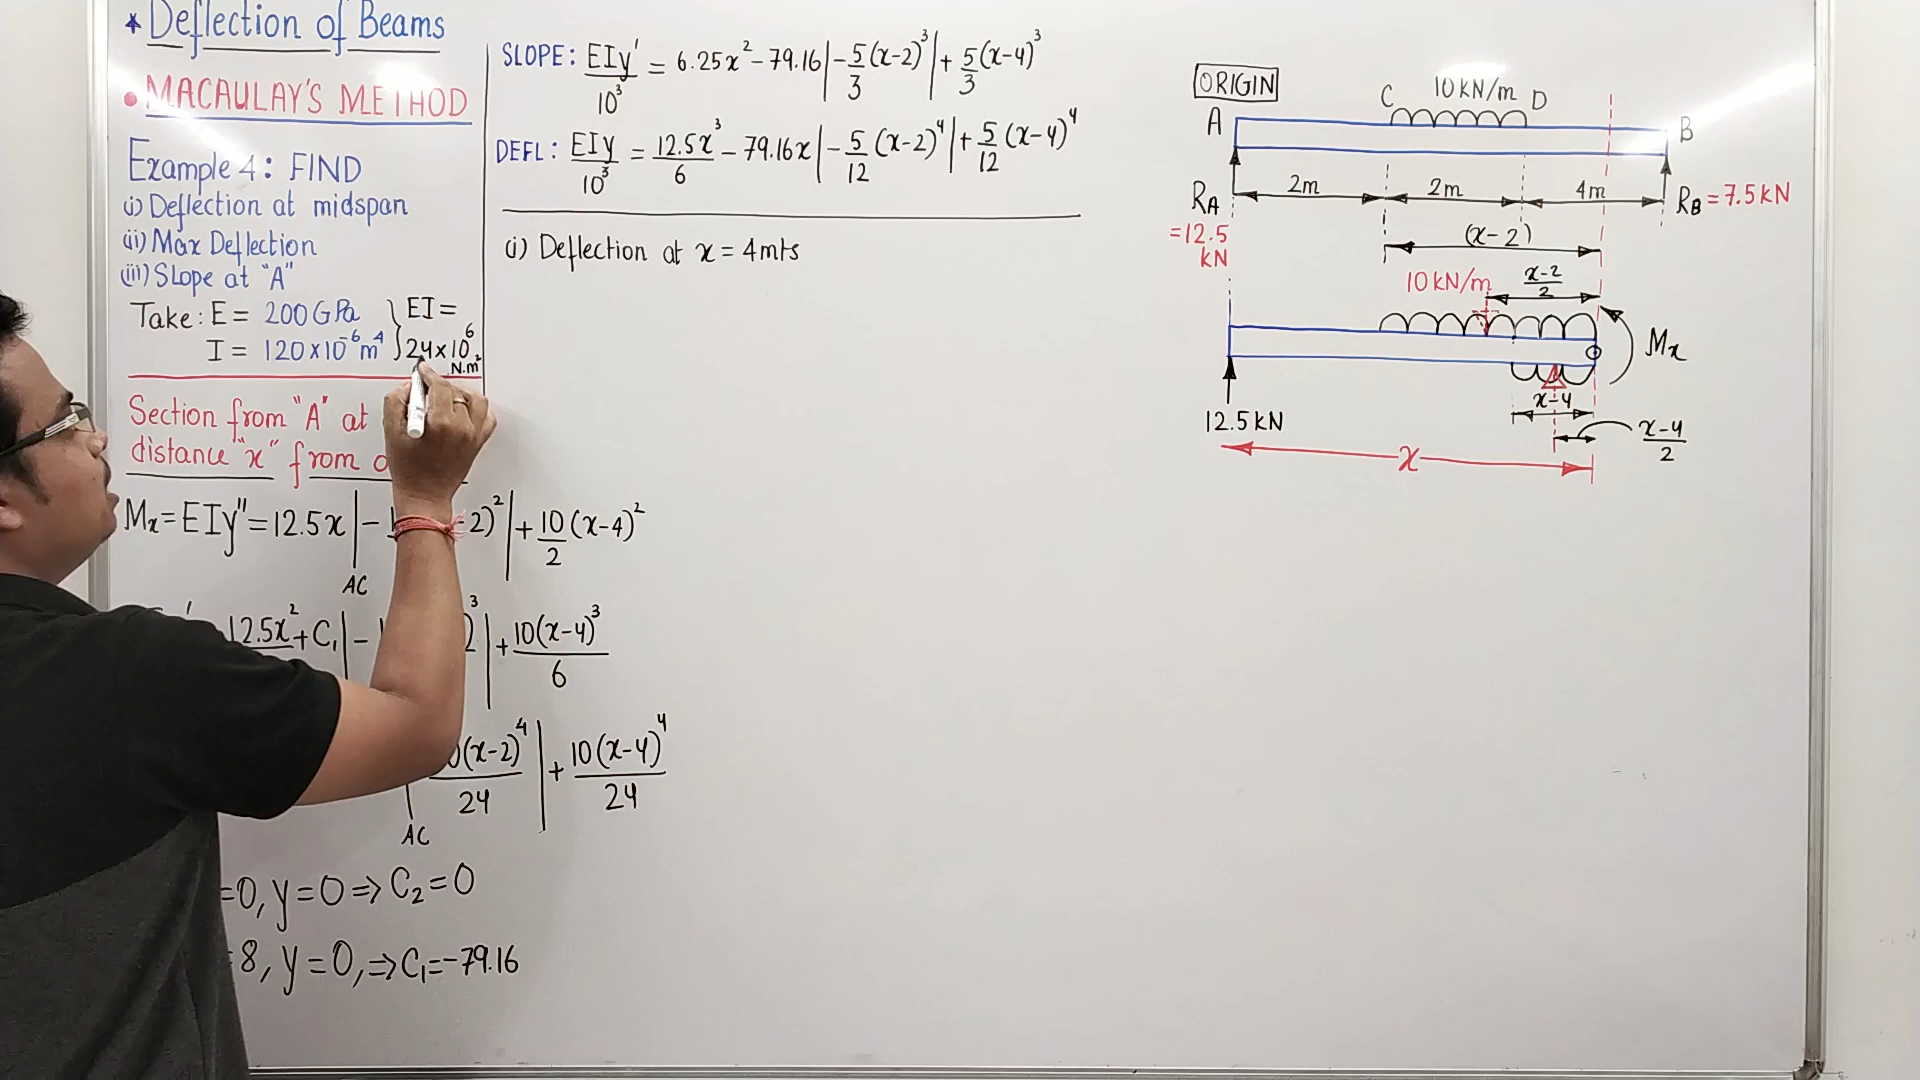 * Deflection of Beams
• MACAULAY'S METHOD
Example 4: FIND
i) Deflection at midspan
ii) Max Deflection
iii) Slope at "A"
Take: E = 200 GPa
I = 120×10⁻⁶ m⁴
EI =
24×10⁶
N.m²
Section from "A" at
distance "x" from
Mx = EIy'' = 12.5x | - 2)² | + 10/2 (x-4)²
AC
12.5x² + C₁ | - 3 | + 10(x-4)³/6
(x-2)⁴/24 | + 10(x-4)⁴/24
AC
=0, y=0 => C₂=0
=8, y=0, => C₁=-79.16
SLOPE: EIy'/10³ = 6.25x² - 79.16 | - 5/3 (x-2)³ | + 5/3 (x-4)³
DEFL: EIy/10³ = 12.5x³/6 - 79.16x | - 5/12 (x-2)⁴ | + 5/12 (x-4)⁴
i) Deflection at x = 4mts
ORIGIN
C 10 kN/m D
A B
RA 2m 2m 4m RB = 7.5 kN
=12.5
kN
(x-2)
10 kN/m x-2/2
Mx
x-4
12.5 kN x-4/2
x